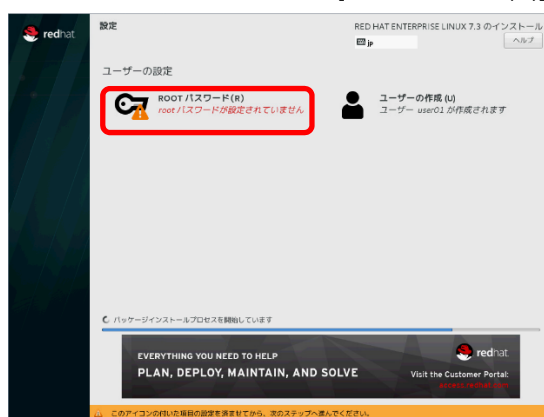 redhat
設定
RED HAT ENTERPRISE LINUX 7.3 のインストール
jp
ヘルプ
ユーザーの設定
ROOT パスワード(R)
root パスワードが設定されていません
ユーザーの作成 (U)
ユーザー user01 が作成されます
パッケージインストールプロセスを開始しています
EVERYTHING YOU NEED TO HELP
PLAN, DEPLOY, MAINTAIN, AND SOLVE
redhat
Visit the Customer Portal:
access.redhat.com
このアイコンの付いた項目の設定を済ませてから、次のステップへ進んでください。